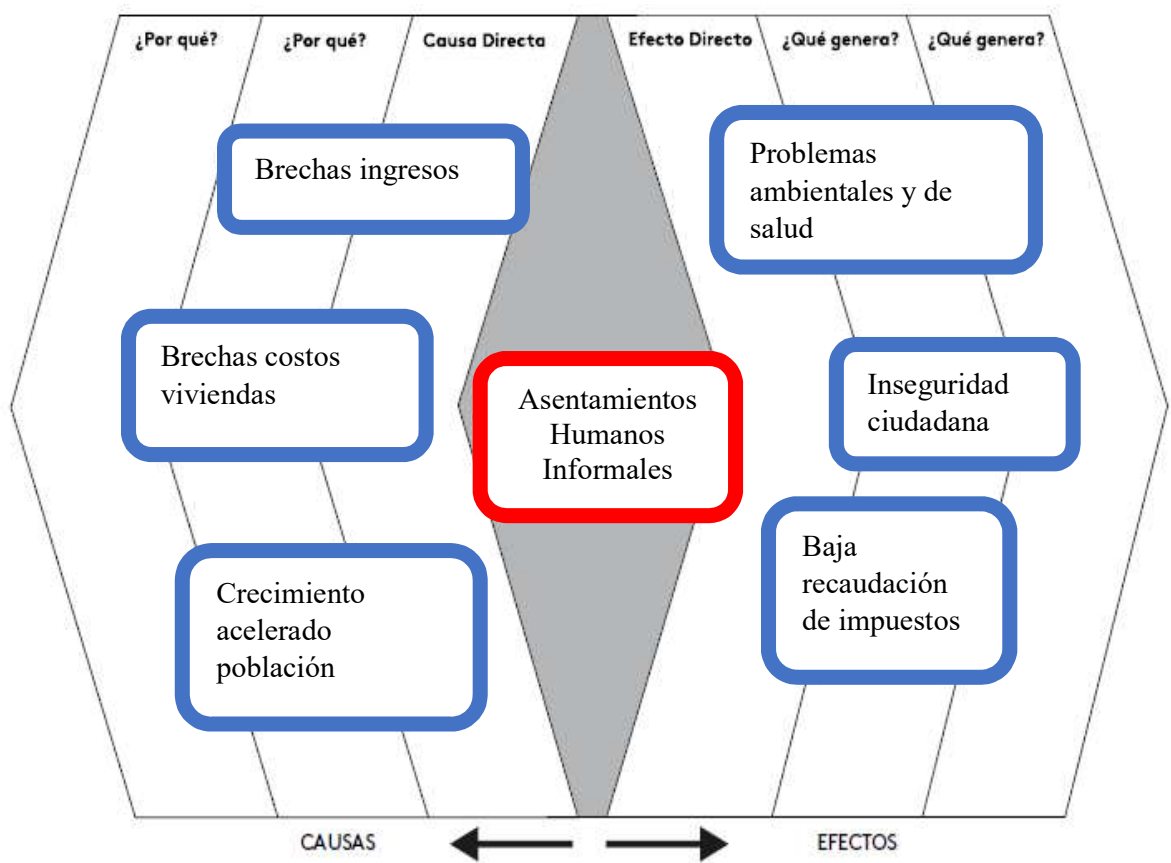 ¿Por qué?
¿Por qué?
Causa Directa
Efecto Directo
¿Qué genera?
¿Qué genera?
Brechas ingresos
Problemas
ambientales y de
salud
Brechas costos
viviendas
Asentamientos
Humanos
Informales
Inseguridad
ciudadana
Crecimiento
acelerado
población
Baja
recaudación
de impuestos
CAUSAS
EFECTOS